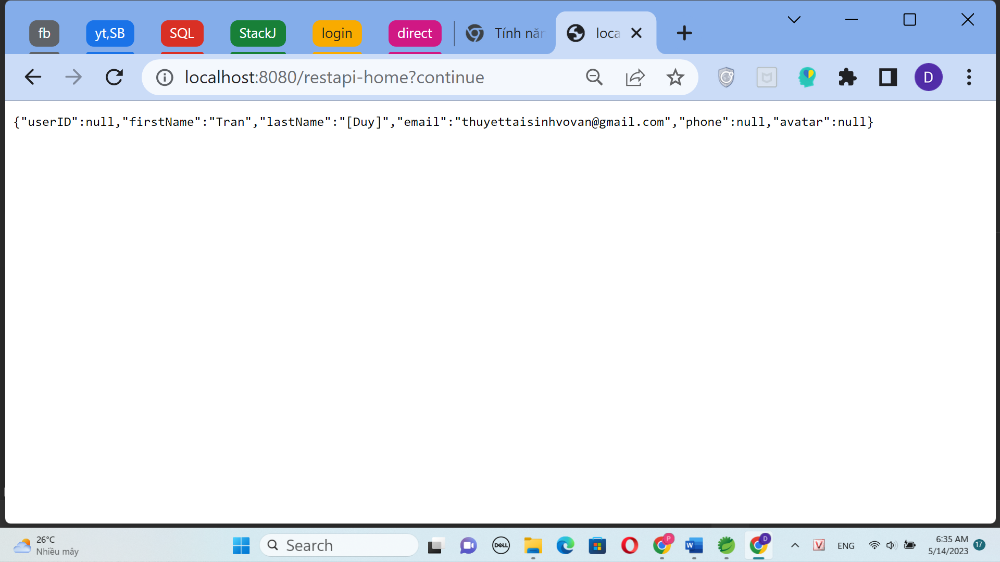 fb yt,SB SQL StackJ login direct Tính năn loca
localhost:8080/restapi-home?continue D
{"userID":null,"firstName":"Tran","lastName":"[Duy]","email":"thuyettaisinhvovan@gmail.com","phone":null,"avatar":null}
26°C
Nhiều mây
Search
DELL
P
W
D
V
ENG
6:35 AM
5/14/2023
17